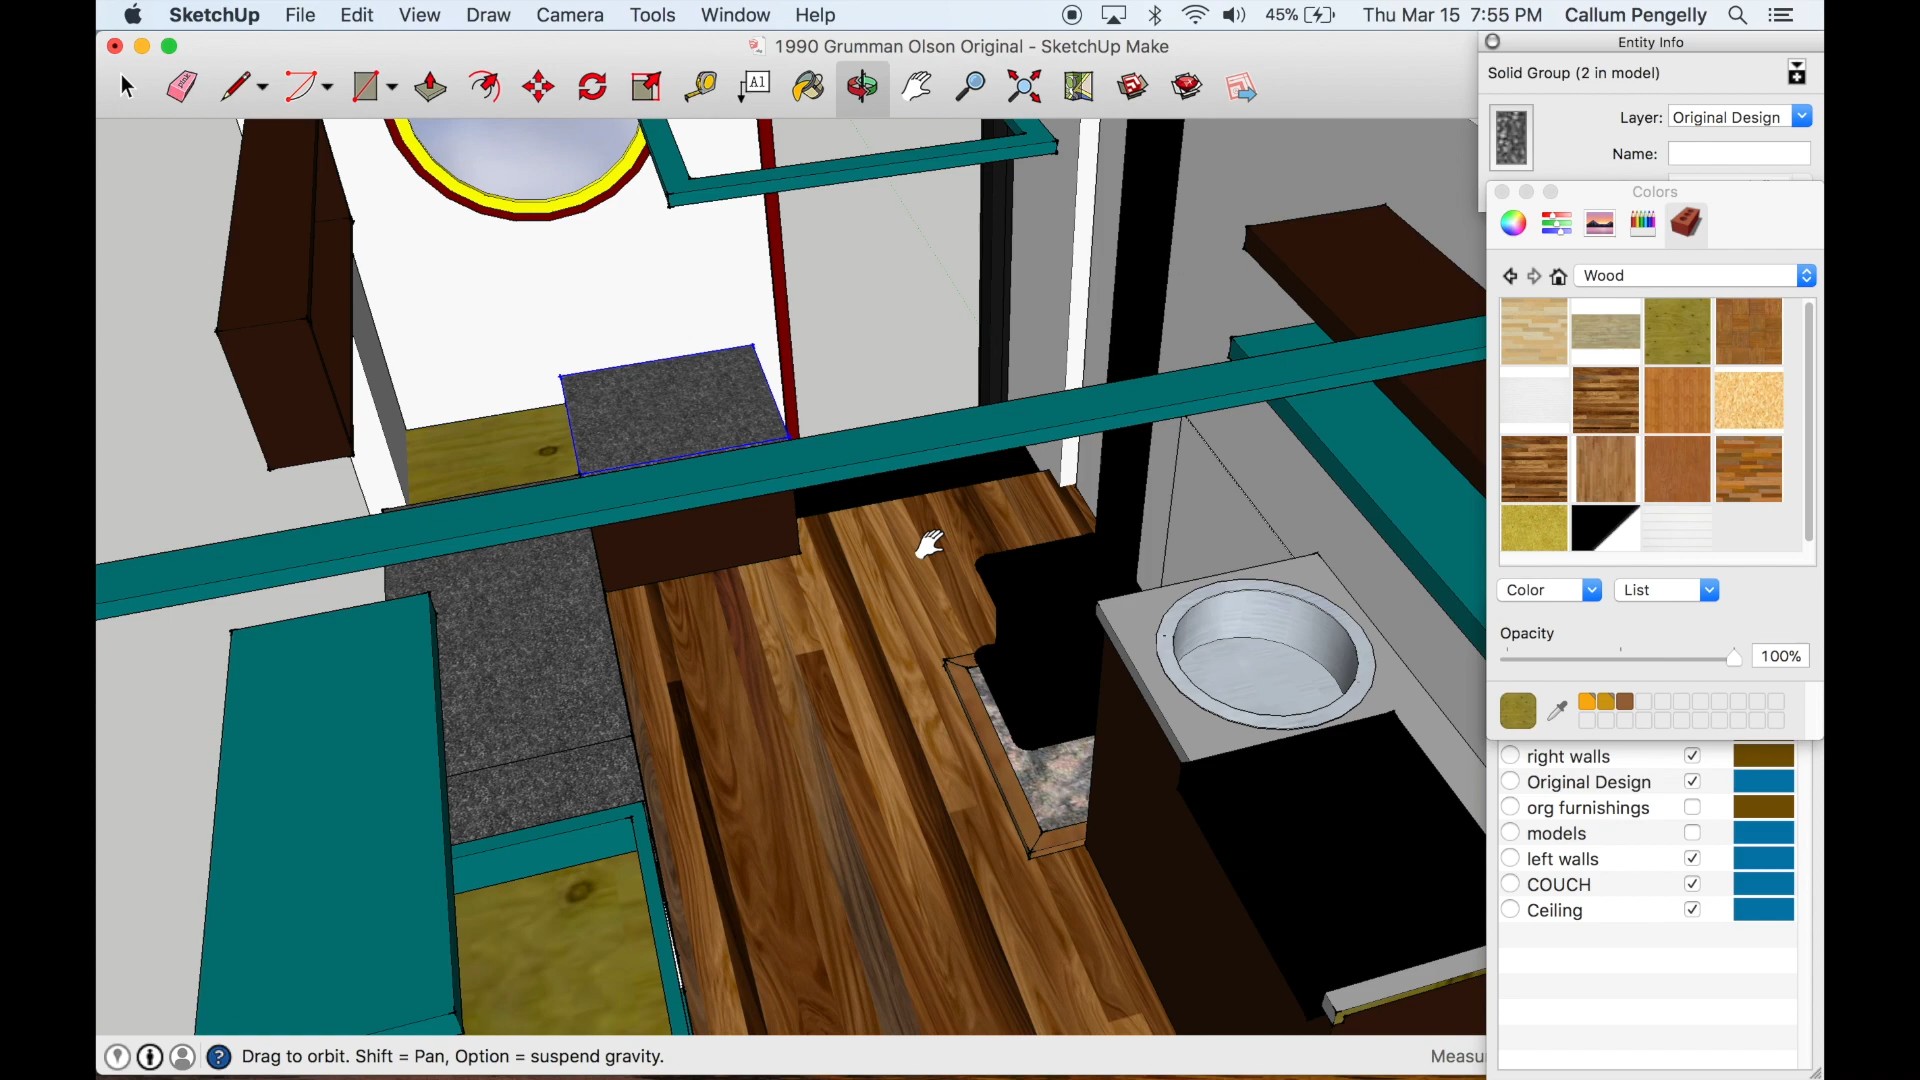 SketchUp File Edit View Draw Camera Tools Window Help 45% Thu Mar 15 7:55 PM Callum Pengelly
1990 Grumman Olson Original - SketchUp Make
Entity Info
A1
Solid Group (2 in model)
Layer: Original Design
Name:
Colors
Wood
Color List
Opacity
100%
right walls
Original Design
org furnishings
models
left walls
COUCH
Ceiling
Drag to orbit. Shift = Pan, Option = suspend gravity.